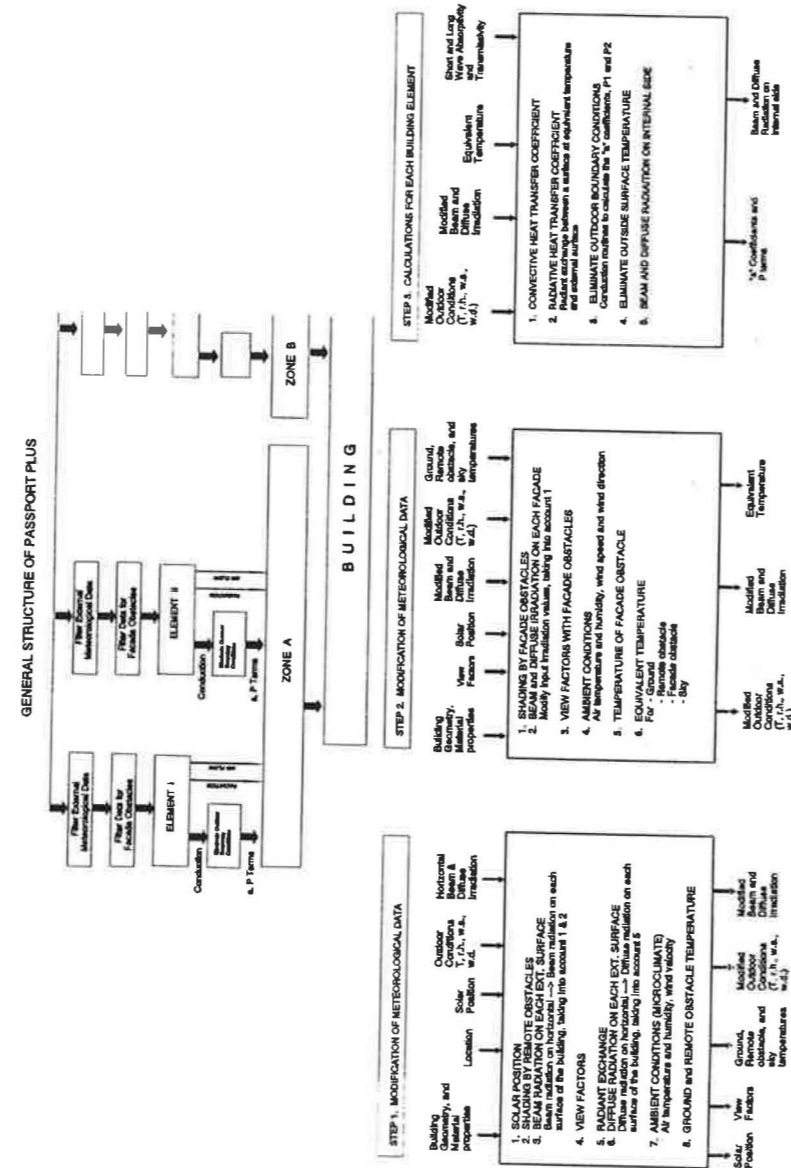 GENERAL STRUCTURE OF PASSPORT PLUS
Filter External
Meteorological Data
Filter Data for
Facade Obstacles
ELEMENT I
RADIATION
AIR FLOW
Conduction
Eliminate Outdoor
Boundary
Conditions
a, P Terms
Filter External
Meteorological Data
Filter Data for
Facade Obstacles
ELEMENT II
RADIATION
AIR FLOW
Conduction
Eliminate Outdoor
Boundary
Conditions
a, P Terms
ZONE A
ZONE B
BUILDING
STEP 1. MODIFICATION OF METEOROLOGICAL DATA
Building
Geometry, and
Material
properties
Location
Solar
Position
Outdoor
Conditions
T, r.h., w.s.,
w.d.
Horizontal
Beam &
Diffuse
Irradiation
1. SOLAR POSITION
2. SHADING BY REMOTE OBSTACLES
3. BEAM RADIATION ON EACH EXT. SURFACE
Beam radiation on horizontal —> Beam radiation on each
surface of the building, taking into account 1 & 2
4. VIEW FACTORS
5. RADIANT EXCHANGE
6. DIFFUSE RADIATION ON EACH EXT. SURFACE
Diffuse radiation on horizontal —> Diffuse radiation on each
surface of the building, taking into account 5
7. AMBIENT CONDITIONS (MICROCLIMATE)
Air temperature and humidity, wind velocity
8. GROUND and REMOTE OBSTACLE TEMPERATURE
Solar
Position
View
Factors
Ground,
Remote
obstacle, and
sky
temperatures
Modified
Outdoor
Conditions
(T, r.h., w.s.,
w.d.)
Modified
Beam and
Diffuse
Irradiation
STEP 2. MODIFICATION OF METEOROLOGICAL DATA
Building
Geometry,
Material
properties
View
Factors
Solar
Position
Modified
Beam and
Diffuse
Irradiation
Modified
Outdoor
Conditions
(T, r.h., w.s.,
w.d.)
Ground,
Remote
obstacle, and
sky
temperatures
1. SHADING BY FACADE OBSTACLES
2. BEAM and DIFFUSE IRRADIATION ON EACH FACADE
Modify input irradiation values, taking into account 1
3. VIEW FACTORS WITH FACADE OBSTACLES
4. AMBIENT CONDITIONS
Air temperature and humidity, wind speed and wind direction
5. TEMPERATURE OF FACADE OBSTACLE
6. EQUIVALENT TEMPERATURE
For - Ground
- Remote obstacle
- Facade obstacle
- Sky
Modified
Outdoor
Conditions
(T, r.h., w.s.,
w.d.)
Modified
Beam and
Diffuse
Irradiation
Equivalent
Temperature
STEP 3. CALCULATIONS FOR EACH BUILDING ELEMENT
Modified
Outdoor
Conditions
(T, r.h., w.s.,
w.d.)
Modified
Beam and
Diffuse
Irradiation
Equivalent
Temperature
Short and Long
Wave Absorptivity
and
Transmissivity
1. CONVECTIVE HEAT TRANSFER COEFFICIENT
2. RADIATIVE HEAT TRANSFER COEFFICIENT
Radiant exchange between a surface at equivalent temperature
and external surface
3. ELIMINATE OUTDOOR BOUNDARY CONDITIONS
Conduction routines to calculate the "a" coefficients, P1 and P2
4. ELIMINATE OUTSIDE SURFACE TEMPERATURE
5. BEAM AND DIFFUSE RADIATION ON INTERNAL SIDE
"a" Coefficients and
P terms
Beam and Diffuse
Radiation on
Internal side